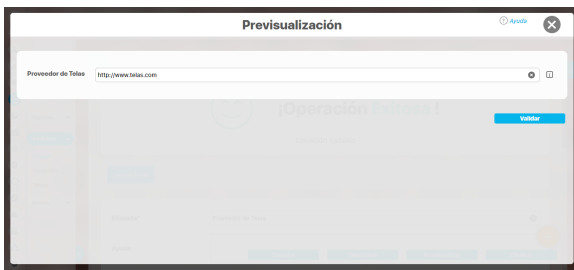 Previsualización
Ayuda
Proveedor de Telas
http://www.telas.com
¡Operación Exitosa !
Validar